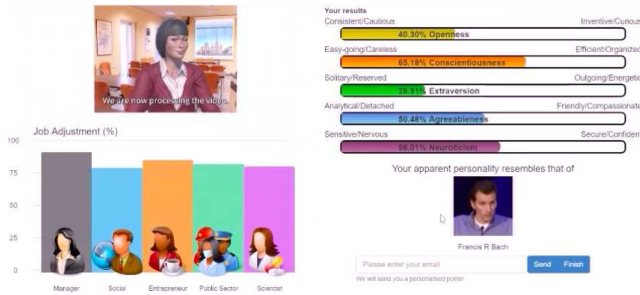 We are now processing the video.
Job Adjustment (%)
100
75
50
25
0
Manager Social Entrepreneur Public Sector Scientist
Your results
Consistent/Cautious Inventive/Curious
40.30% Openness
Easy-going/Careless Efficient/Organized
65.18% Conscientiousness
Solitary/Reserved Outgoing/Energetic
29.51% Extraversion
Analytical/Detached Friendly/Compassionate
50.48% Agreeableness
Sensitive/Nervous Secure/Confident
56.01% Neuroticism
Your apparent personality resembles that of
Francis R Bach
Please enter your email Send Finish
We will send you a personalised poster